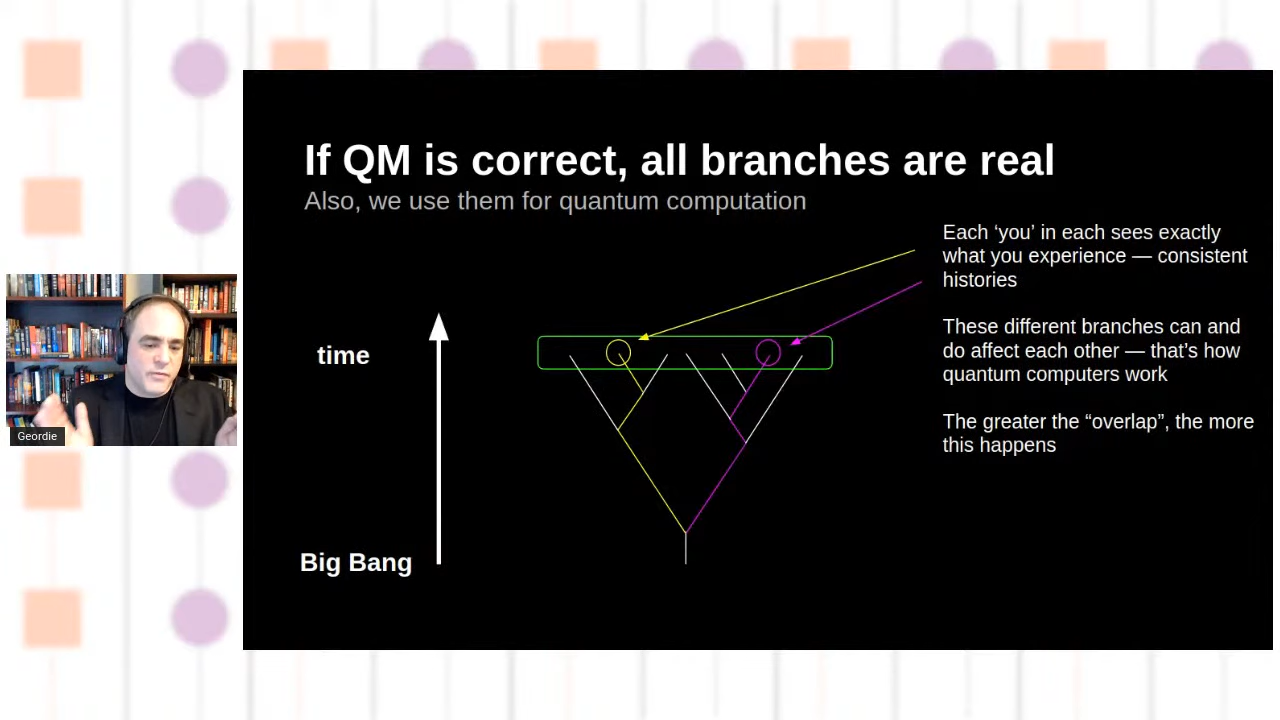 If QM is correct, all branches are real
Also, we use them for quantum computation
Each ‘you’ in each sees exactly
what you experience — consistent
histories
These different branches can and
do affect each other — that’s how
quantum computers work
The greater the “overlap”, the more
this happens
time
Big Bang
Geordie